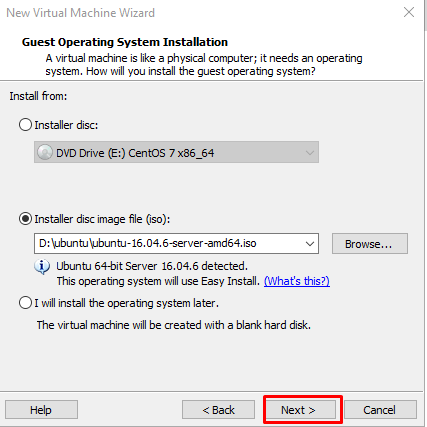 New Virtual Machine Wizard
Guest Operating System Installation
A virtual machine is like a physical computer; it needs an operating
system. How will you install the guest operating system?
Install from:
Installer disc:
DVD Drive (E:) CentOS 7 x86_64
Installer disc image file (iso):
D:\ubuntu\ubuntu-16.04.6-server-amd64.iso
Browse...
Ubuntu 64-bit Server 16.04.6 detected.
This operating system will use Easy Install. (What's this?)
I will install the operating system later.
The virtual machine will be created with a blank hard disk.
Help
< Back
Next >
Cancel